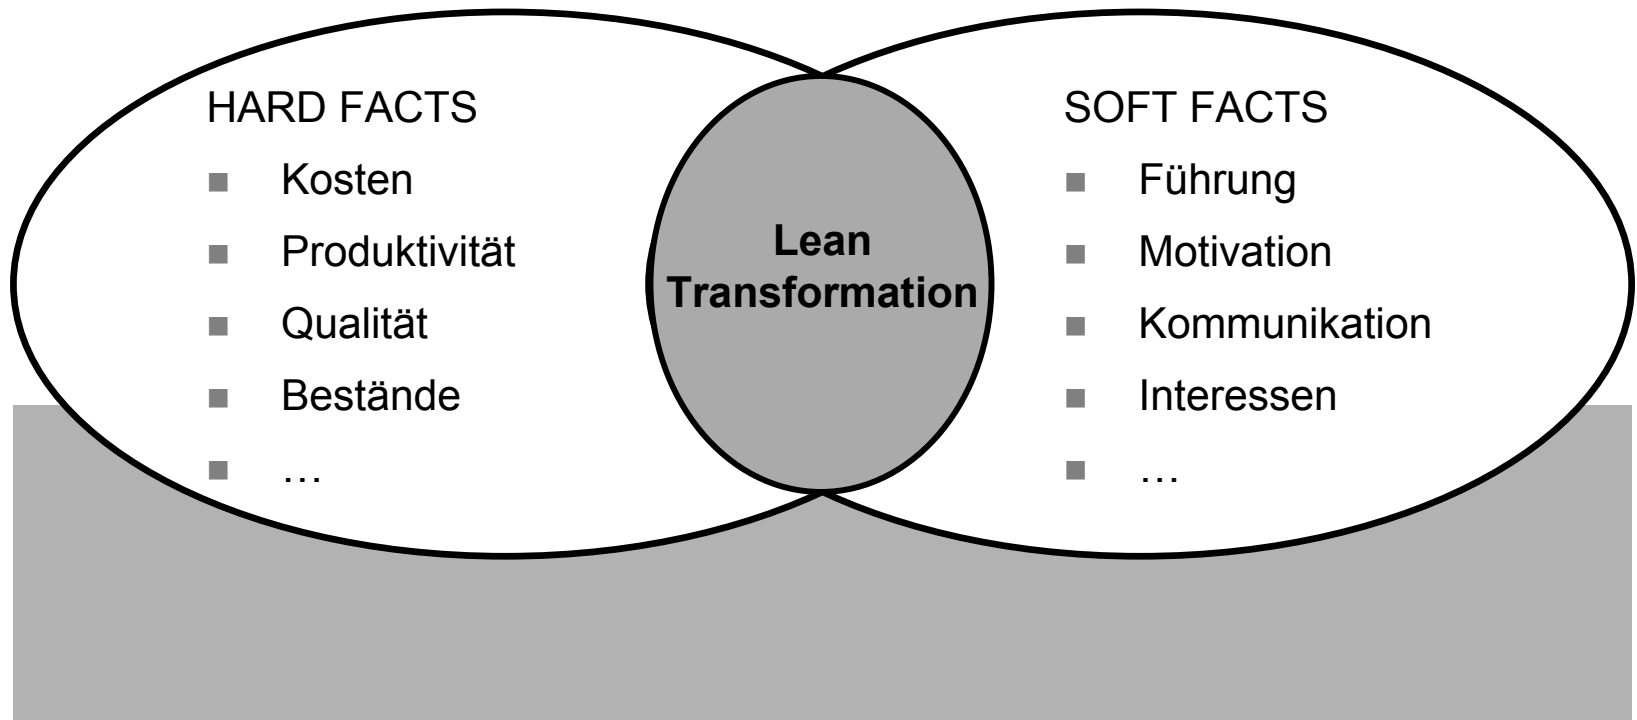 HARD FACTS
■ Kosten
■ Produktivität
■ Qualität
■ Bestände
■ …
Lean
Transformation
SOFT FACTS
■ Führung
■ Motivation
■ Kommunikation
■ Interessen
■ …